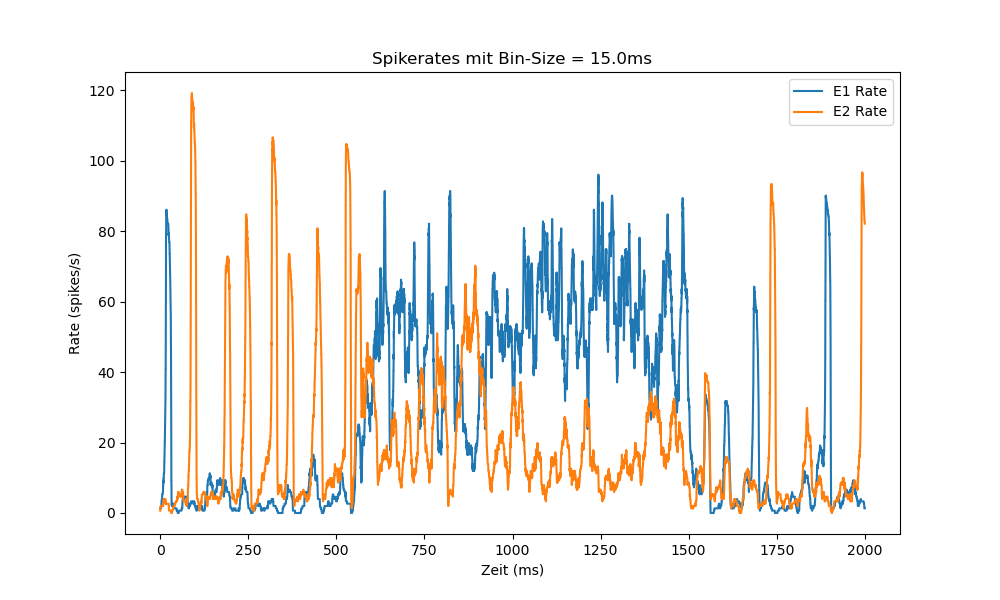 Spikerates mit Bin-Size = 15.0ms
E1 Rate
E2 Rate
120
100
80
60
40
20
0
Rate (spikes/s)
0 250 500 750 1000 1250 1500 1750 2000
Zeit (ms)